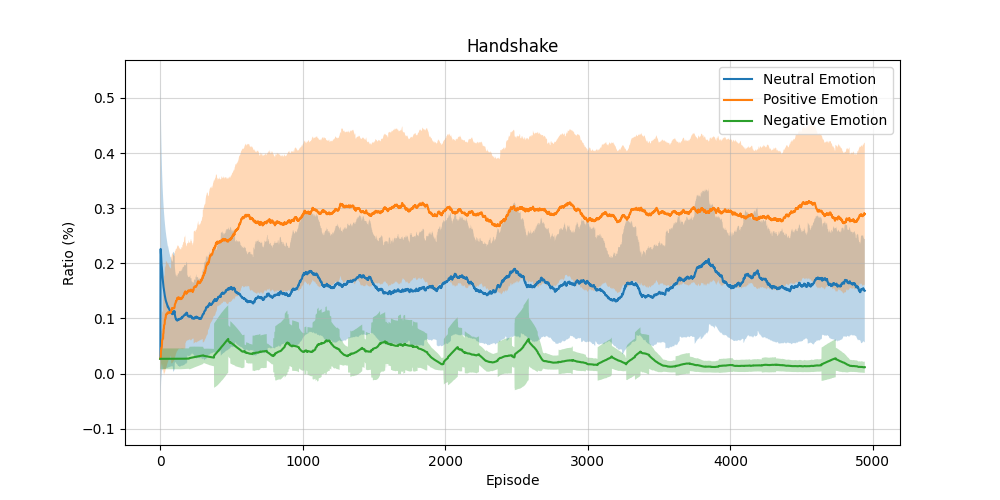 Handshake
Neutral Emotion
Positive Emotion
Negative Emotion
Ratio (%)
0.5
0.4
0.3
0.2
0.1
0.0
−0.1
0 1000 2000 3000 4000 5000
Episode